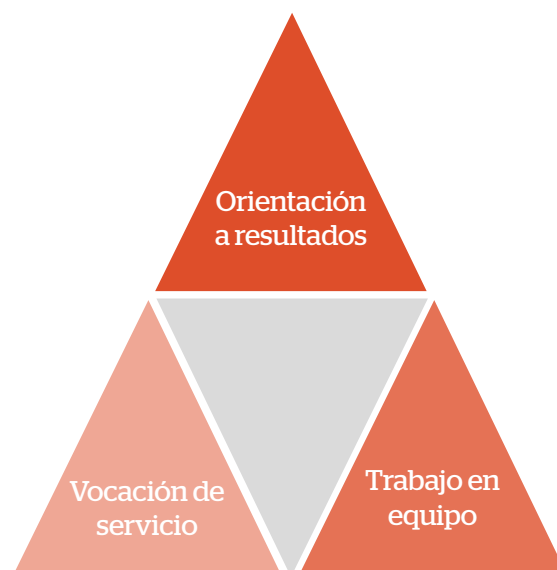 Orientación
a resultados
Vocación de
servicio
Trabajo en
equipo